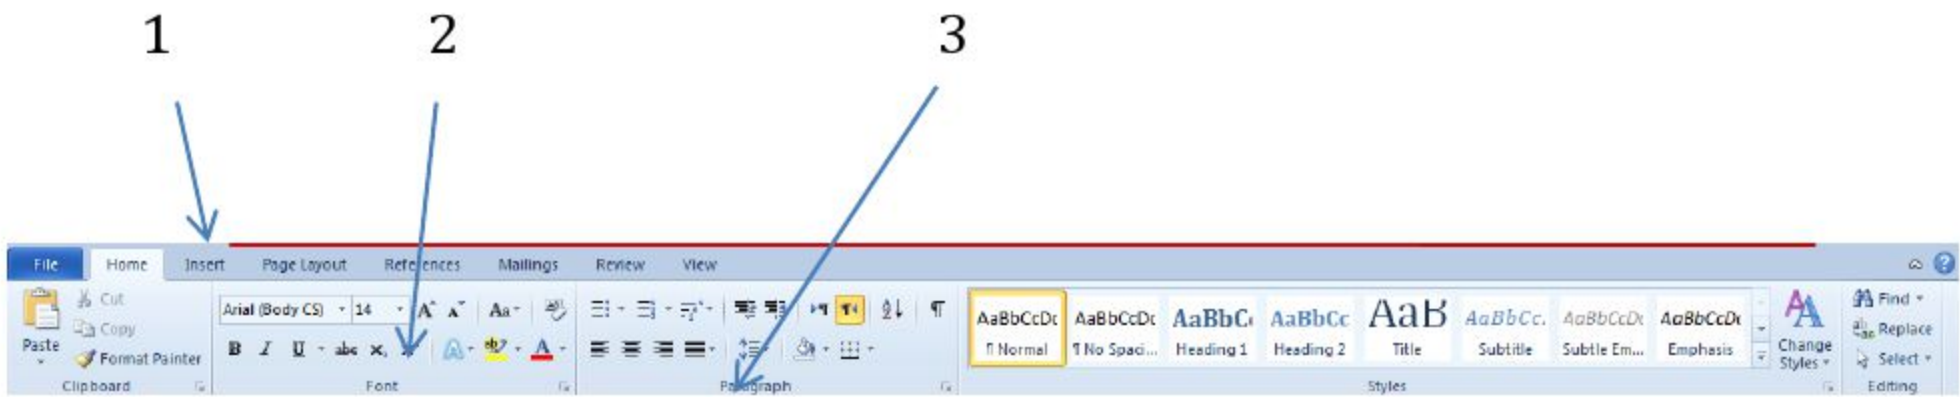 1 2 3
File Home Insert Page Layout References Mailings Review View
Cut
Copy
Format Painter
Paste
Clipboard
Arial (Body CS) 14 A A Aa
B I U abc x, A
Font
A Z ¶
Paragraph
AaBbCcDc AaBbCcDc AaBbC AaBbCc AaB AaBbCc. AaBbCcDc AaBbCcDc
¶ Normal ¶ No Spaci... Heading 1 Heading 2 Title Subtitle Subtle Em... Emphasis
Change
Styles
Styles
Find
Replace
Select
Editing